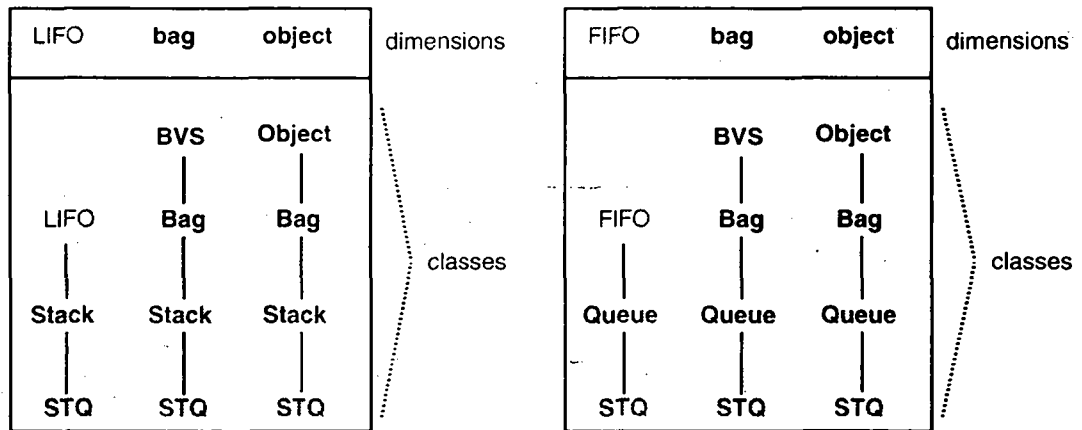 LIFO bag object dimensions
BVS Object
LIFO Bag Bag
classes
Stack Stack Stack
STQ STQ STQ
FIFO bag object dimensions
BVS Object
FIFO Bag Bag
classes
Queue Queue Queue
STQ STQ STQ